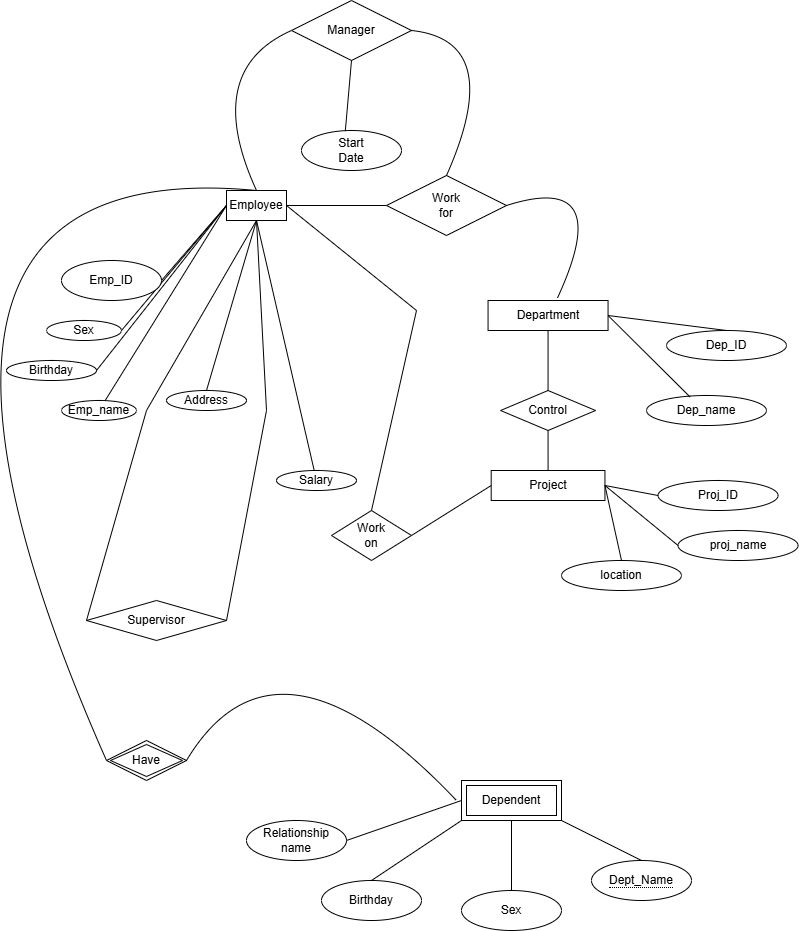 Manager
Start
Date
Employee
Work
for
Emp_ID
Sex
Birthday
Emp_name
Address
Salary
Department
Dep_ID
Dep_name
Control
Project
Proj_ID
proj_name
location
Work
on
Supervisor
Have
Dependent
Relationship
name
Birthday
Sex
Dept_Name